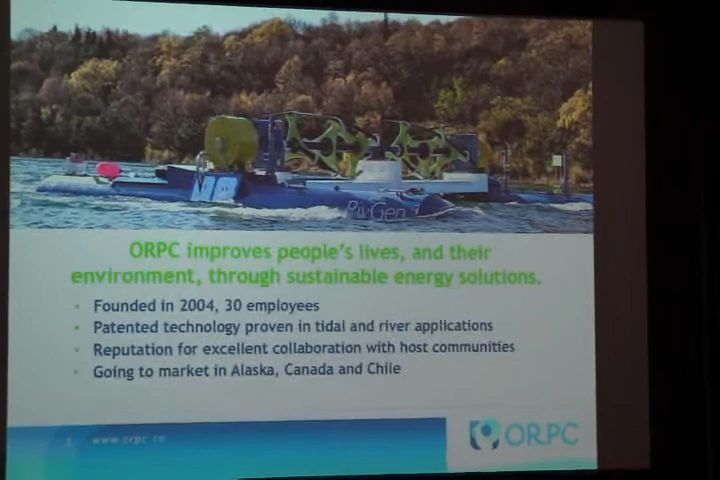 RivGen
ORPC improves people's lives, and their
environment, through sustainable energy solutions.
Founded in 2004, 30 employees
Patented technology proven in tidal and river applications
Reputation for excellent collaboration with host communities
Going to market in Alaska, Canada and Chile
www.orpc.co
ORPC